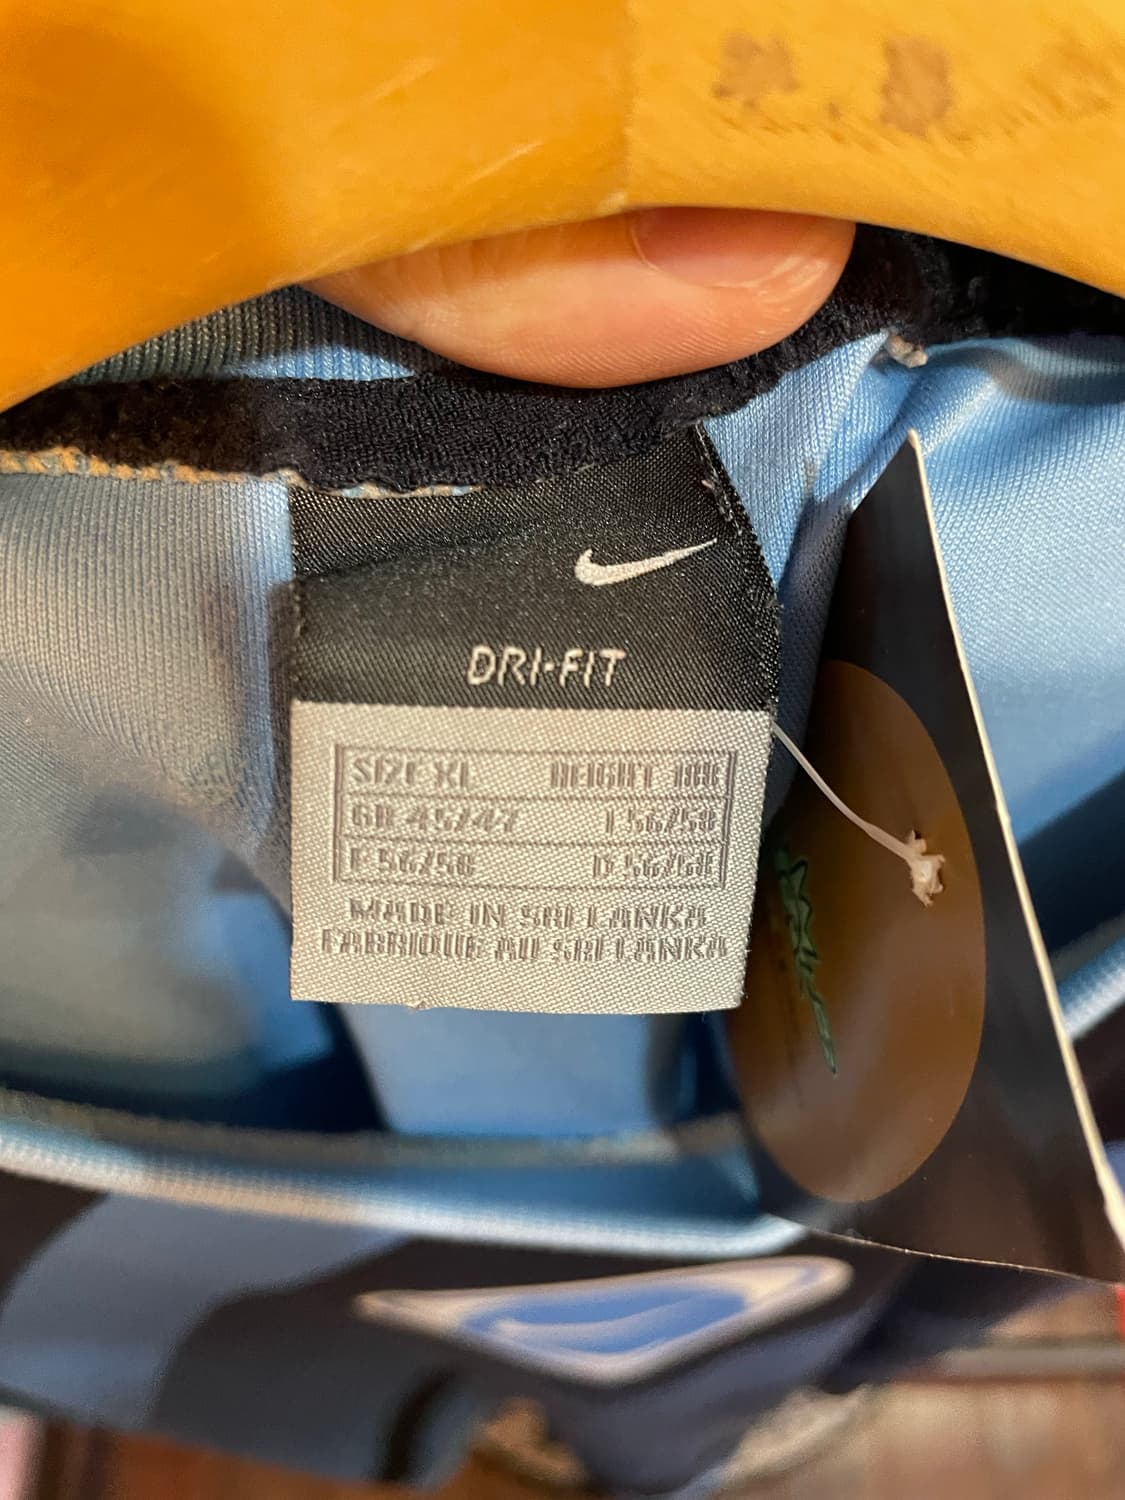 DRI-FIT
SIZE XL HEIGHT 188
GB 45/47 I 56/58
F 56/58 D 56/58
MADE IN SRI LANKA
FABRIQUE AU SRI LANKA